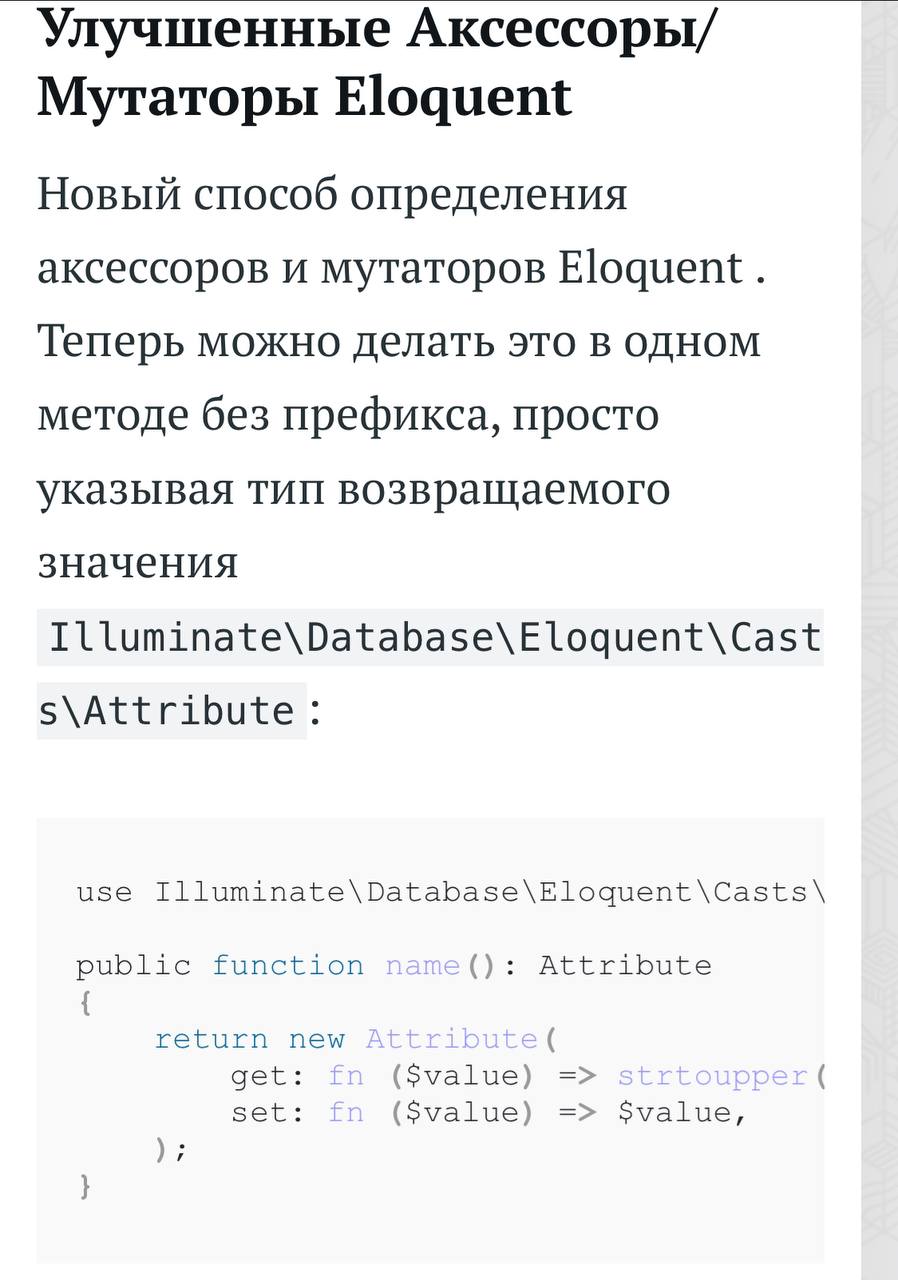 Улучшенные Аксессоры/
Мутаторы Eloquent
Новый способ определения
аксессоров и мутаторов Eloquent .
Теперь можно делать это в одном
методе без префикса, просто
указывая тип возвращаемого
значения
Illuminate\Database\Eloquent\Cast
s\Attribute :
use Illuminate\Database\Eloquent\Casts\
public function name(): Attribute
{
    return new Attribute(
        get: fn ($value) => strtoupper(
        set: fn ($value) => $value,
    );
}